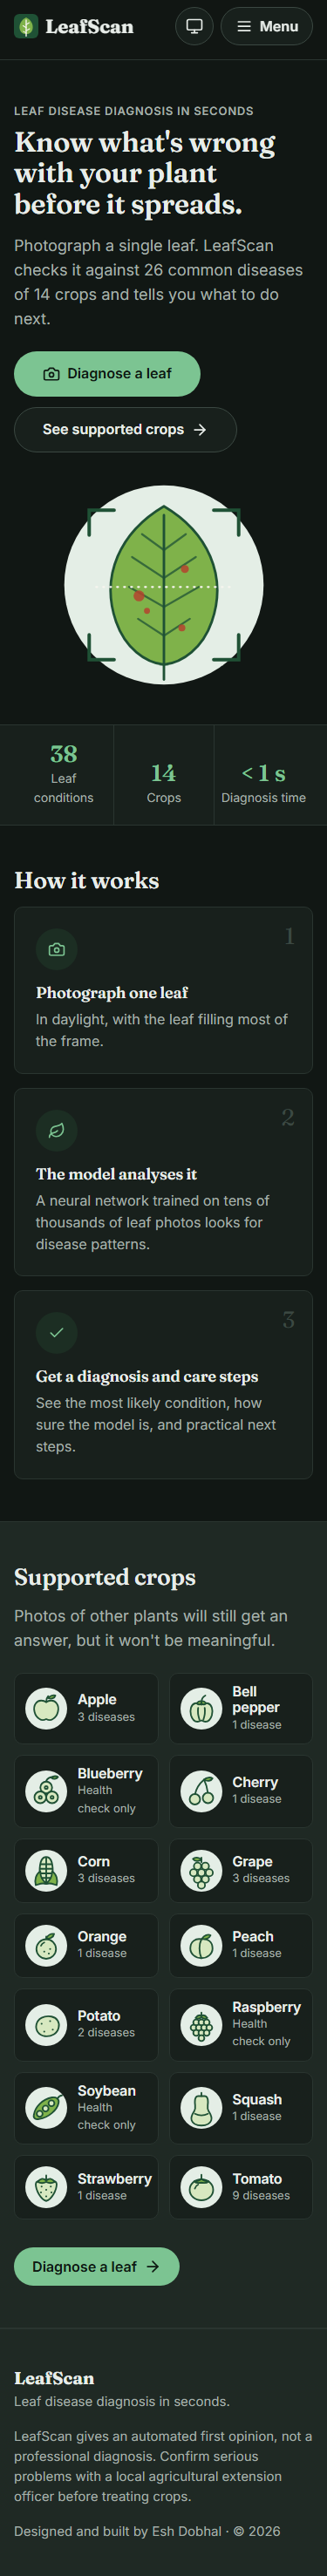 LeafScan
Menu
LEAF DISEASE DIAGNOSIS IN SECONDS
Know what's wrong
with your plant
before it spreads.
Photograph a single leaf. LeafScan
checks it against 26 common diseases
of 14 crops and tells you what to do
next.
Diagnose a leaf
See supported crops →
38
Leaf
conditions
14
Crops
< 1 s
Diagnosis time
How it works
1
Photograph one leaf
In daylight, with the leaf filling most of
the frame.
2
The model analyses it
A neural network trained on tens of
thousands of leaf photos looks for
disease patterns.
3
Get a diagnosis and care steps
See the most likely condition, how
sure the model is, and practical next
steps.
Supported crops
Photos of other plants will still get an
answer, but it won't be meaningful.
Apple
3 diseases
Bell
pepper
1 disease
Blueberry
Health
check only
Cherry
1 disease
Corn
3 diseases
Grape
3 diseases
Orange
1 disease
Peach
1 disease
Potato
2 diseases
Raspberry
Health
check only
Soybean
Health
check only
Squash
1 disease
Strawberry
1 disease
Tomato
9 diseases
Diagnose a leaf →
LeafScan
Leaf disease diagnosis in seconds.
LeafScan gives an automated first opinion, not a
professional diagnosis. Confirm serious
problems with a local agricultural extension
officer before treating crops.
Designed and built by Esh Dobhal · © 2026